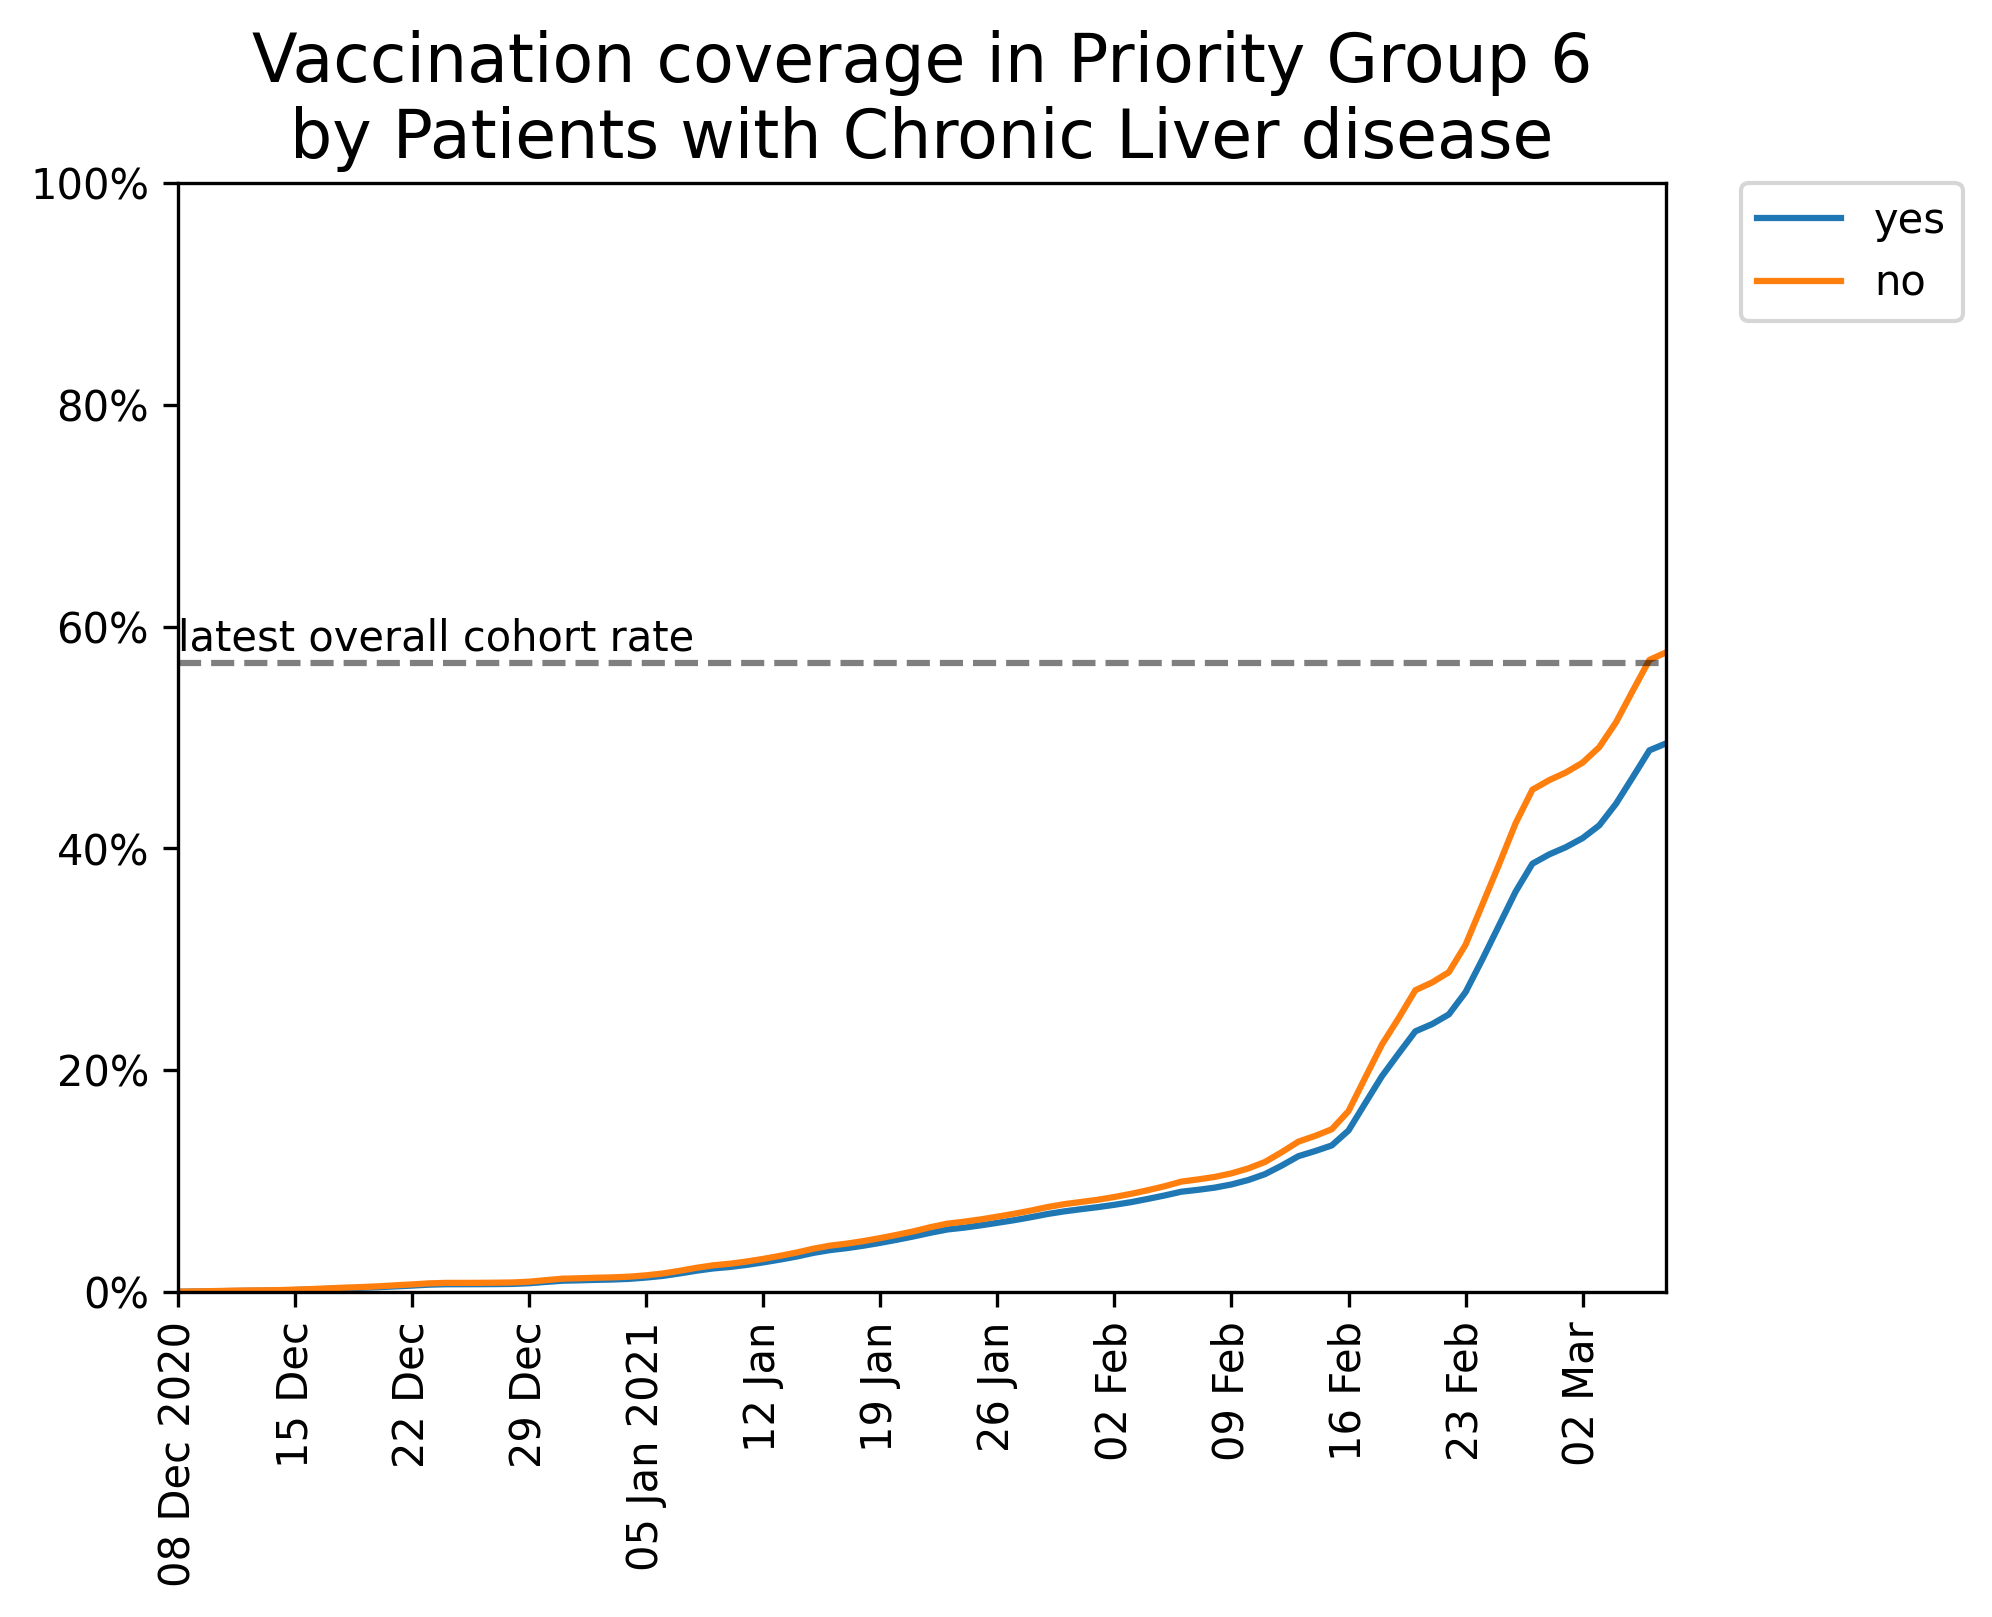 Vaccination coverage in Priority Group 6
by Patients with Chronic Liver disease
100%
80%
60%
40%
20%
0%
latest overall cohort rate
yes
no
08 Dec 2020
15 Dec
22 Dec
29 Dec
05 Jan 2021
12 Jan
19 Jan
26 Jan
02 Feb
09 Feb
16 Feb
23 Feb
02 Mar